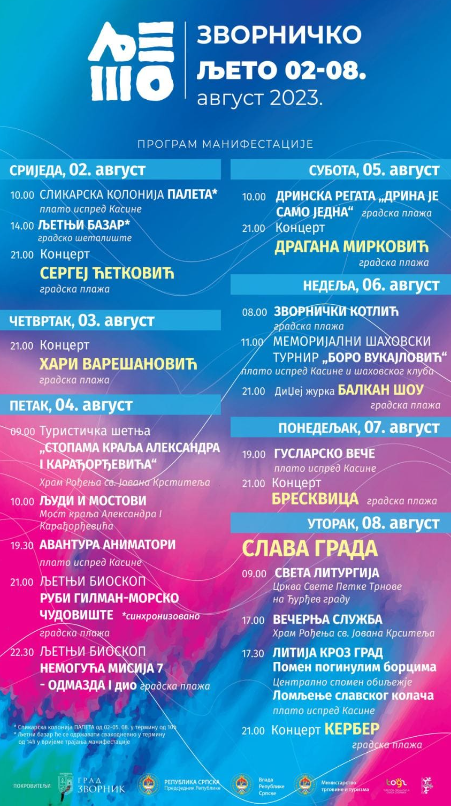 ЉЕ
ШО
ЗВОРНИЧКО
ЉЕТО 02-08.
август 2023.
ПРОГРАМ МАНИФЕСТАЦИЈЕ
СРИЈЕДА, 02. август
10.00 СЛИКАРСКА КОЛОНИЈА ПАЛЕТА*
плато испред Касине
14.00 ЉЕТЊИ БАЗАР*
градско шеталиште
21.00 Концерт
СЕРГЕЈ ЋЕТКОВИЋ
градска плажа
ЧЕТВРТАК, 03. август
21.00 Концерт
ХАРИ ВАРЕШАНОВИЋ
градска плажа
ПЕТАК, 04. август
09.00 Туристичка шетња
„СТОПАМА КРАЉА АЛЕКСАНДРА
I КАРАЂОРЂЕВИЋА“
Храм Рођења св. Јована Крститеља
10.00 ЉУДИ И МОСТОВИ
Мост краља Александра I
Карађорђевића
19.30 АВАНТУРА АНИМАТОРИ
плато испред Касине
21.00 ЉЕТЊИ БИОСКОП
РУБИ ГИЛМАН-МОРСКО
ЧУДОВИШТЕ *синхронизовано
градска плажа
22.30 ЉЕТЊИ БИОСКОП
НЕМОГУЋА МИСИЈА 7
- ОДМАЗДА I дио градска плажа
* Сликарска колонија ПАЛЕТА од 02-05. 08. у термину од 10h
* Љетњи базар ће се одржавати свакодневно у термину
од 14h у вријеме трајања манифестације
СУБОТА, 05. август
10.00 ДРИНСКА РЕГАТА „ДРИНА ЈЕ
САМО ЈЕДНА“ градска плажа
21.00 Концерт
ДРАГАНА МИРКОВИЋ
градска плажа
НЕДЕЉА, 06. август
08.00 ЗВОРНИЧКИ КОТЛИЋ
градска плажа
11.00 МЕМОРИЈАЛНИ ШАХОВСКИ
ТУРНИР „БОРО ВУКАЈЛОВИЋ“
плато испред Касине и шаховског клуба
21.00 ДиЏеј журка БАЛКАН ШОУ
градска плажа
ПОНЕДЕЉАК, 07. август
19.00 ГУСЛАРСКО ВЕЧЕ
плато испред Касине
21.00 Концерт
БРЕСКВИЦА градска плажа
УТОРАК, 08. август
СЛАВА ГРАДА
09.00 СВЕТА ЛИТУРГИЈА
Црква Свете Петке Трнове
на Ђурђев граду
17.00 ВЕЧЕРЊА СЛУЖБА
Храм Рођења св. Јована Крситеља
17.30 ЛИТИЈА КРОЗ ГРАД
Помен погинулим борцима
Централно спомен обиљежје
Ломљење славског колача
плато испред Касине
21.00 Концерт КЕРБЕР
градска плажа
ПОКРОВИТЕЉИ:
ГРАД
ЗВОРНИК
РЕПУБЛИКА СРПСКА
Предсједник Републике
Влада
Републике
Српске
Министарство
трговине и туризма